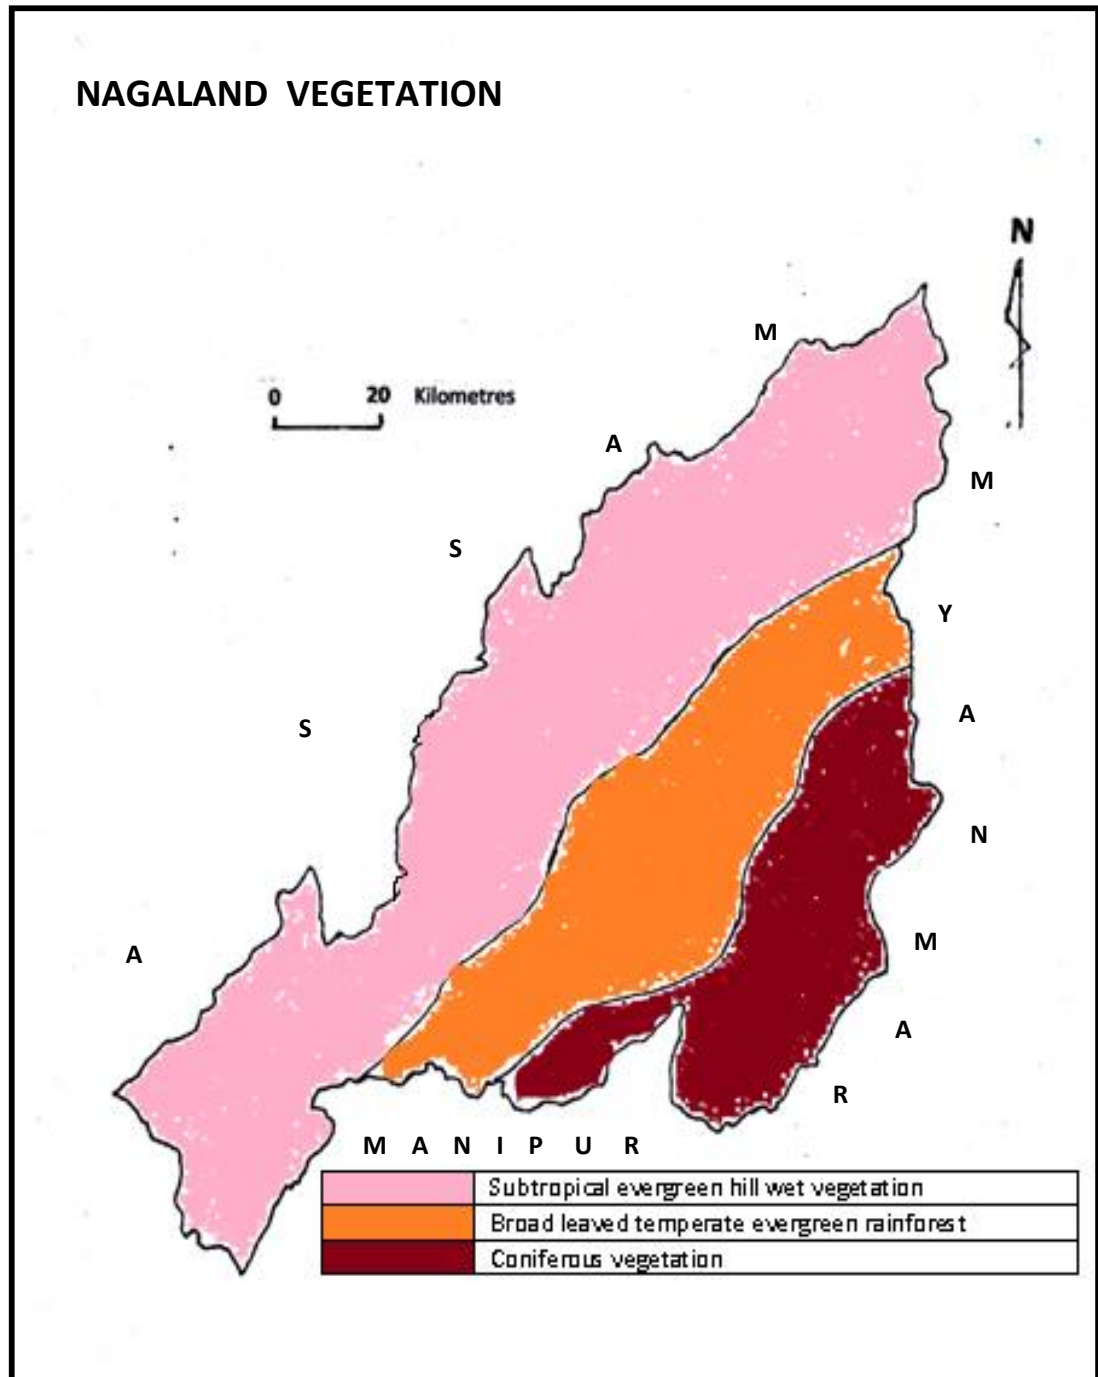 NAGALAND VEGETATION
N
0 20 Kilometres
A S S A M
M Y A N M A R
M A N I P U R
Subtropical evergreen hill wet vegetation
Broad leaved temperate evergreen rainforest
Coniferous vegetation